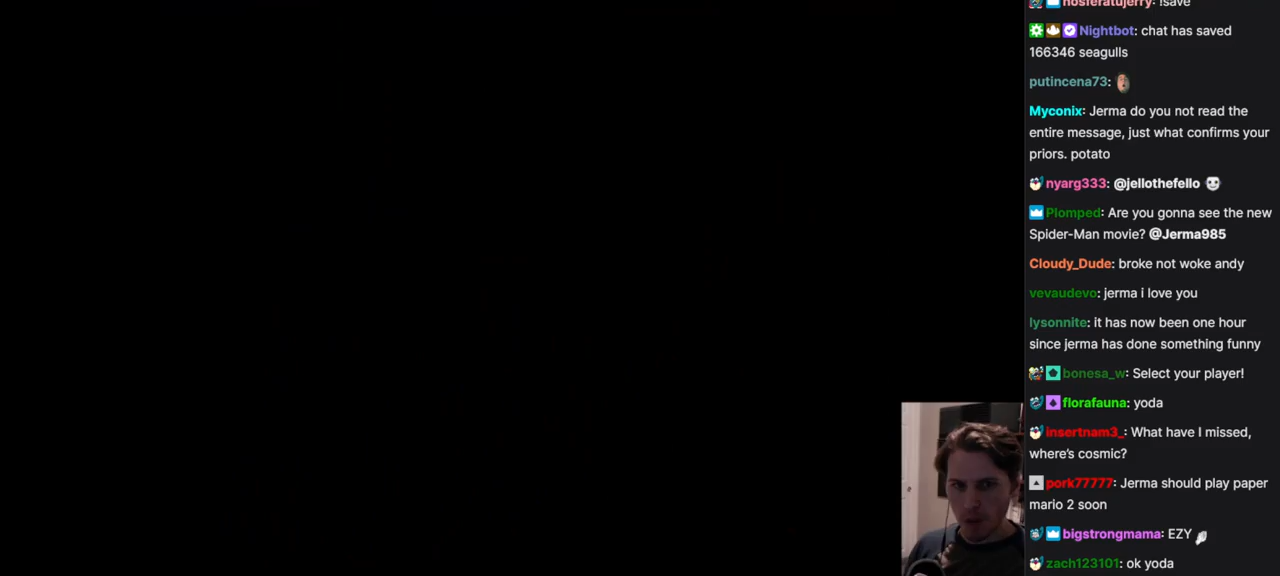 nosferatujerry: !save
Nightbot: chat has saved
166346 seagulls
putincena73:
Myconix: Jerma do you not read the
entire message, just what confirms your
priors. potato
nyarg333: @jellothefello
Plomped: Are you gonna see the new
Spider-Man movie? @Jerma985
Cloudy_Dude: broke not woke andy
vevaudevo: jerma i love you
lysonnite: it has now been one hour
since jerma has done something funny
bonesa_w: Select your player!
florafauna: yoda
insertnam3_: What have I missed,
where's cosmic?
pork77777: Jerma should play paper
mario 2 soon
bigstrongmama: EZY
zach123101: ok yoda